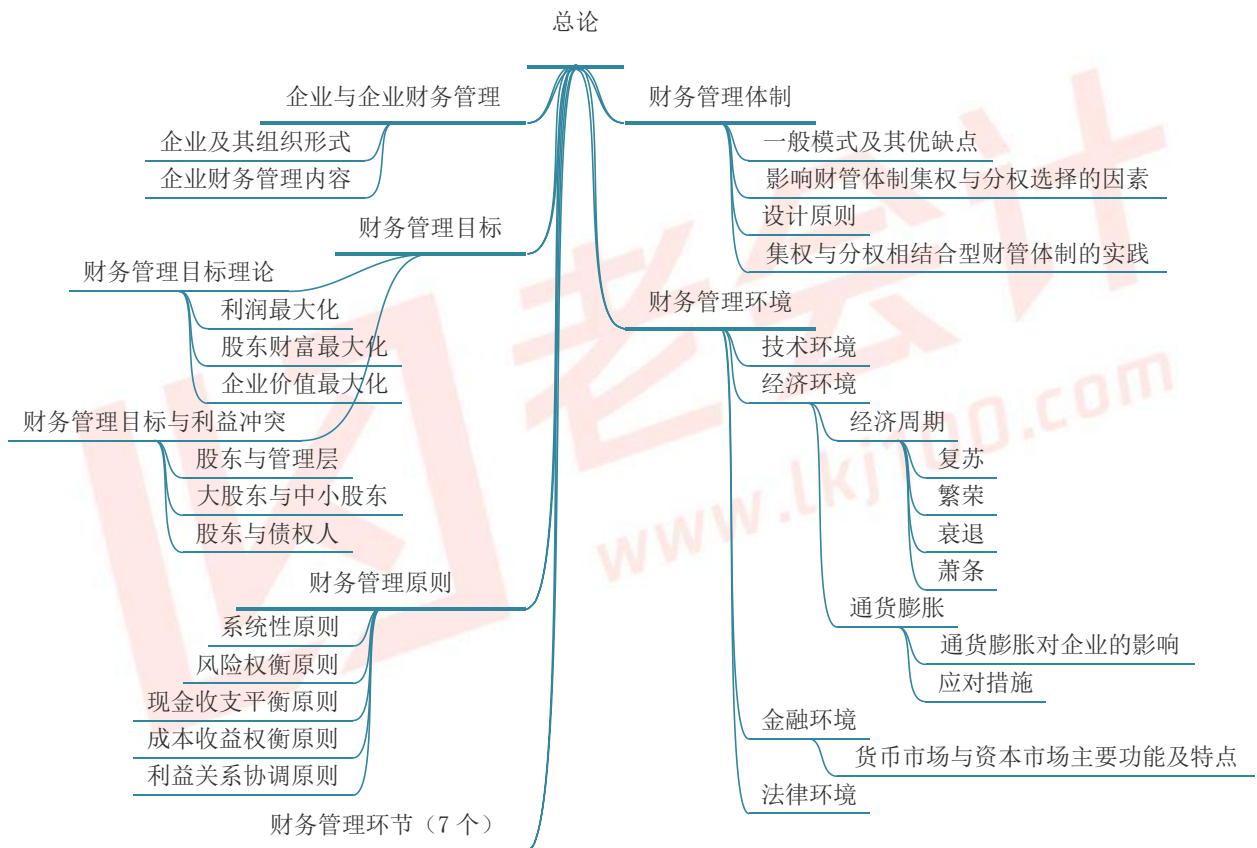 总论
企业与企业财务管理
企业及其组织形式
企业财务管理内容
财务管理目标
财务管理目标理论
利润最大化
股东财富最大化
企业价值最大化
财务管理目标与利益冲突
股东与管理层
大股东与中小股东
股东与债权人
财务管理原则
系统性原则
风险权衡原则
现金收支平衡原则
成本收益权衡原则
利益关系协调原则
财务管理环节（7 个）
财务管理体制
一般模式及其优缺点
影响财管体制集权与分权选择的因素
设计原则
集权与分权相结合型财管体制的实践
财务管理环境
技术环境
经济环境
经济周期
复苏
繁荣
衰退
萧条
通货膨胀
通货膨胀对企业的影响
应对措施
金融环境
货币市场与资本市场主要功能及特点
法律环境
老会计
www.lkj100.com